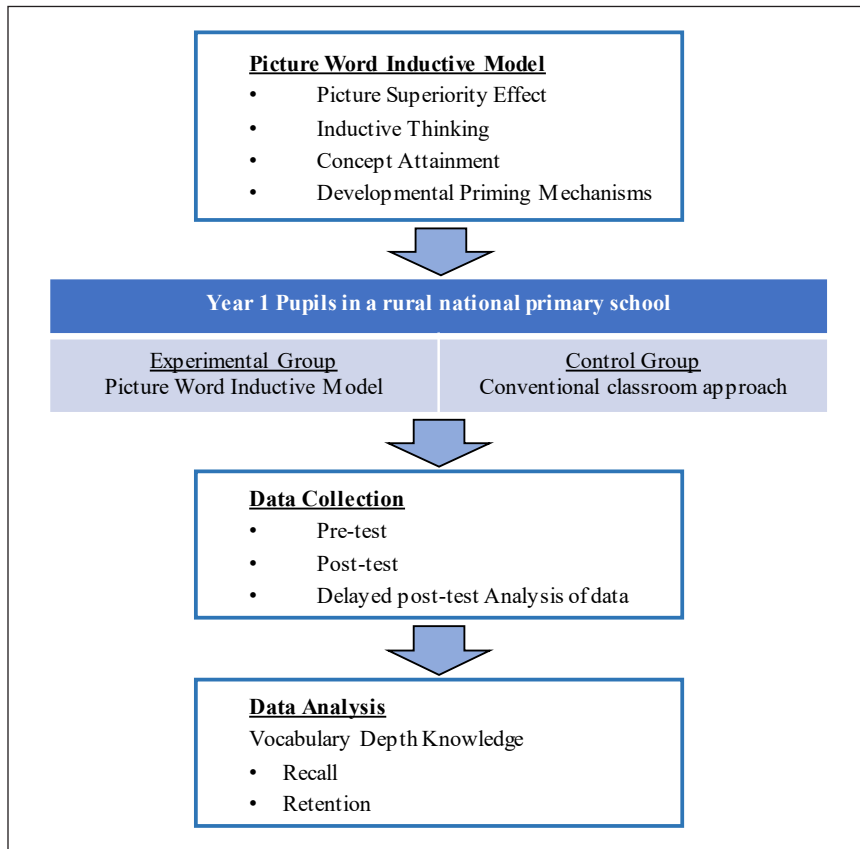 Picture Word Inductive Model
• Picture Superiority Effect
• Inductive Thinking
• Concept Attainment
• Developmental Priming Mechanisms
Year 1 Pupils in a rural national primary school
Experimental Group
Picture Word Inductive Model
Control Group
Conventional classroom approach
Data Collection
• Pre-test
• Post-test
• Delayed post-test Analysis of data
Data Analysis
Vocabulary Depth Knowledge
• Recall
• Retention